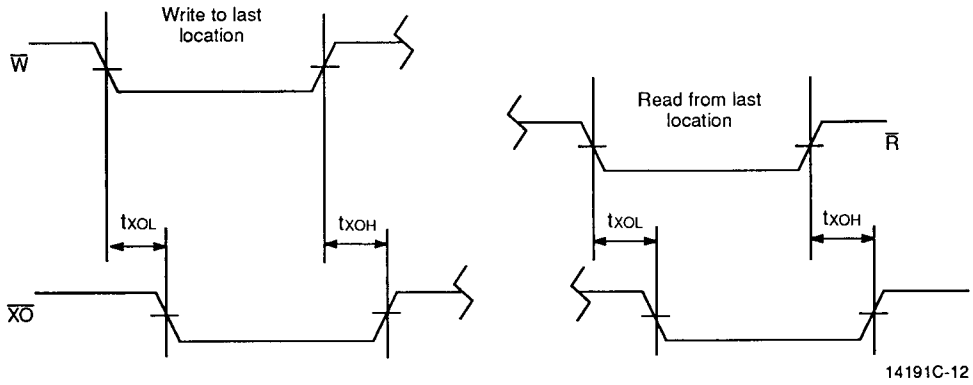 Write to last
location
W
Read from last
location
R
tXOL
tXOH
tXOL
tXOH
XO
14191C-12